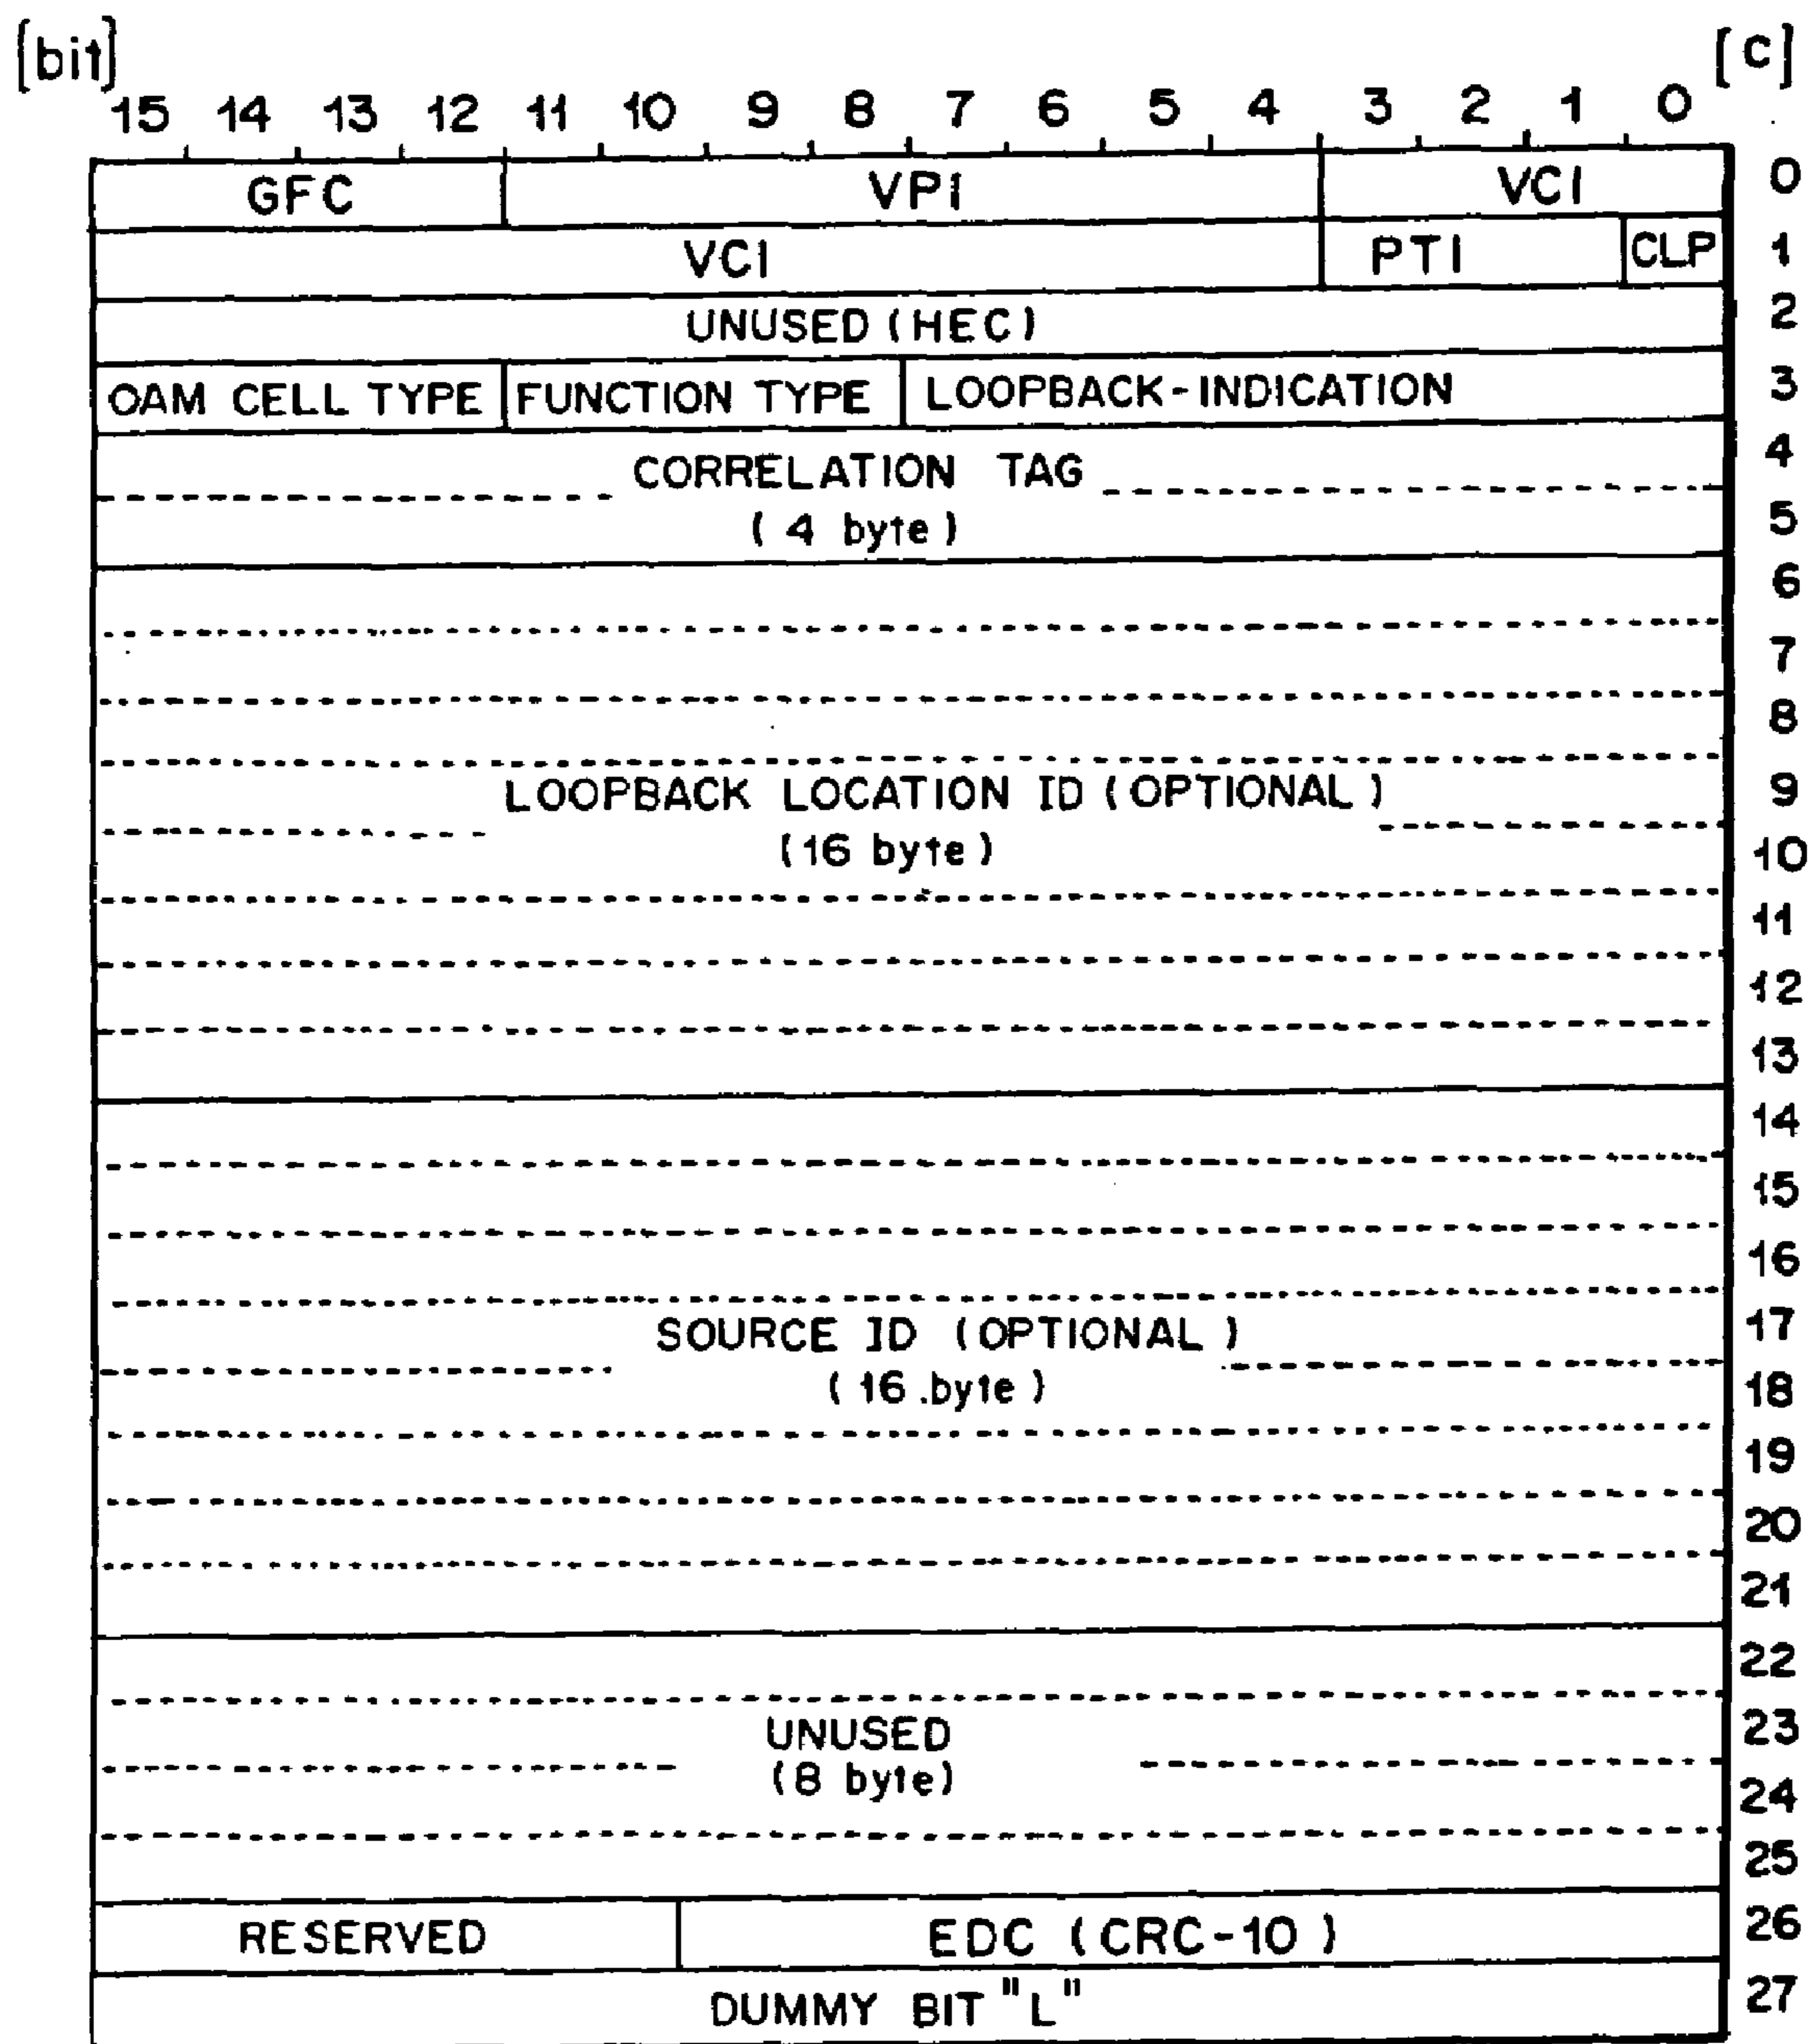 [bit] [C]
15 14 13 12 11 10 9 8 7 6 5 4 3 2 1 0
GFC VPI VCI 0
VCI PTI CLP 1
UNUSED (HEC) 2
OAM CELL TYPE FUNCTION TYPE LOOPBACK-INDICATION 3
4
CORRELATION TAG
(4 byte) 5
6
7
8
LOOPBACK LOCATION ID (OPTIONAL) 9
(16 byte) 10
11
12
13
14
15
16
SOURCE ID (OPTIONAL) 17
(16 .byte) 18
19
20
21
22
UNUSED 23
(8 byte) 24
25
RESERVED EDC (CRC-10) 26
DUMMY BIT "L" 27